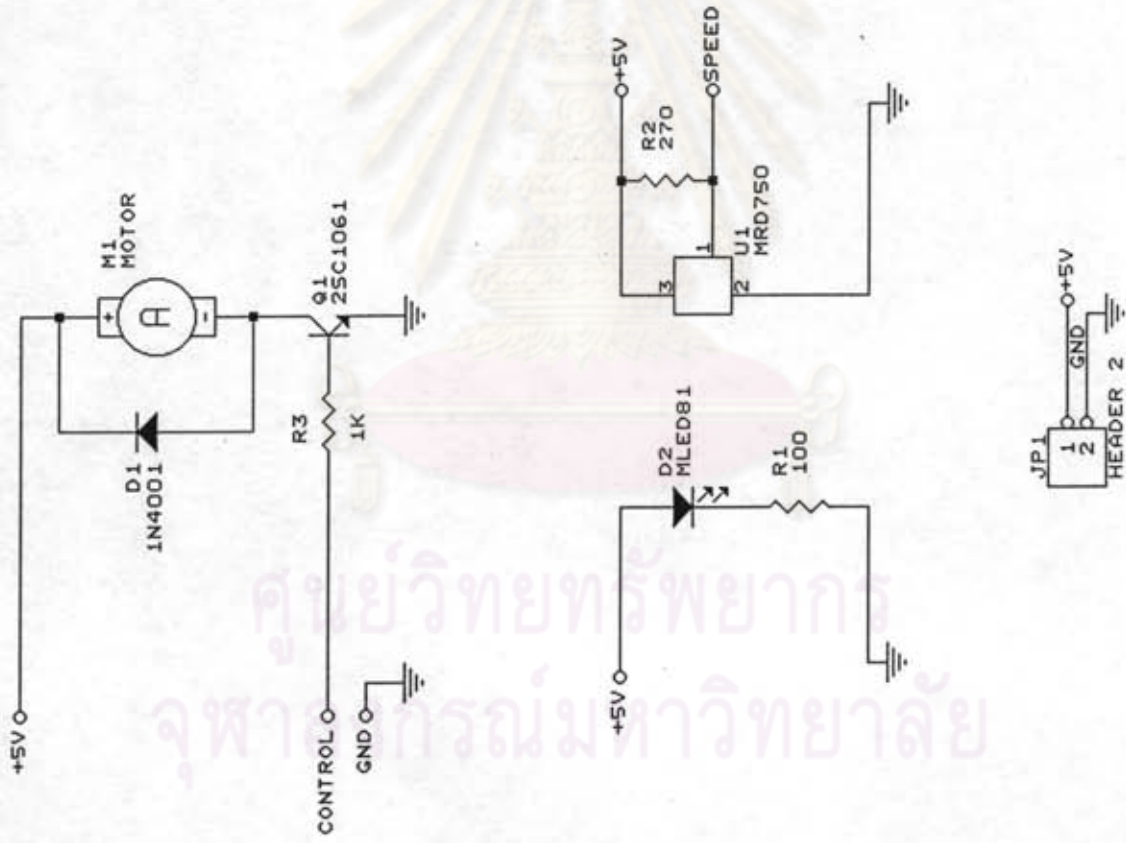 +5V
M1
MOTOR
+
A
-
D1
1N4001
Q1
2SC1061
R3
1K
CONTROL
GND
+5V
R2
270
SPEED
3
1
2
U1
MRD750
+5V
D2
MLED81
R1
100
JP1
1
2
+5V
GND
HEADER 2
ศูนย์วิทยทรัพยากร
จุฬาลงกรณ์มหาวิทยาลัย